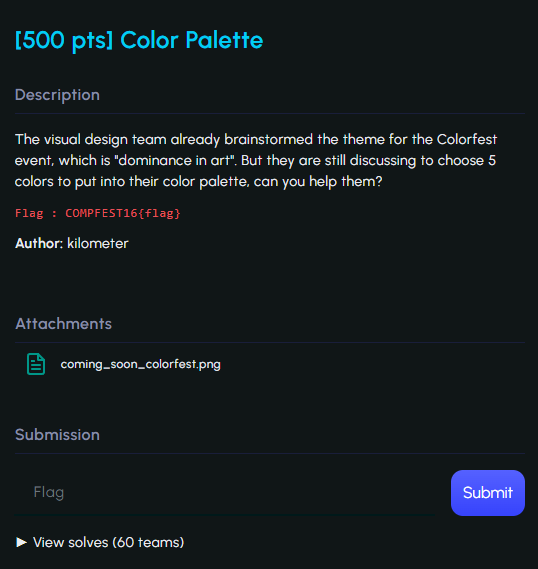 [500 pts] Color Palette
Description
The visual design team already brainstormed the theme for the Colorfest
event, which is "dominance in art". But they are still discussing to choose 5
colors to put into their color palette, can you help them?
Flag : COMPFEST16{flag}
Author: kilometer
Attachments
coming_soon_colorfest.png
Submission
Flag
Submit
► View solves (60 teams)